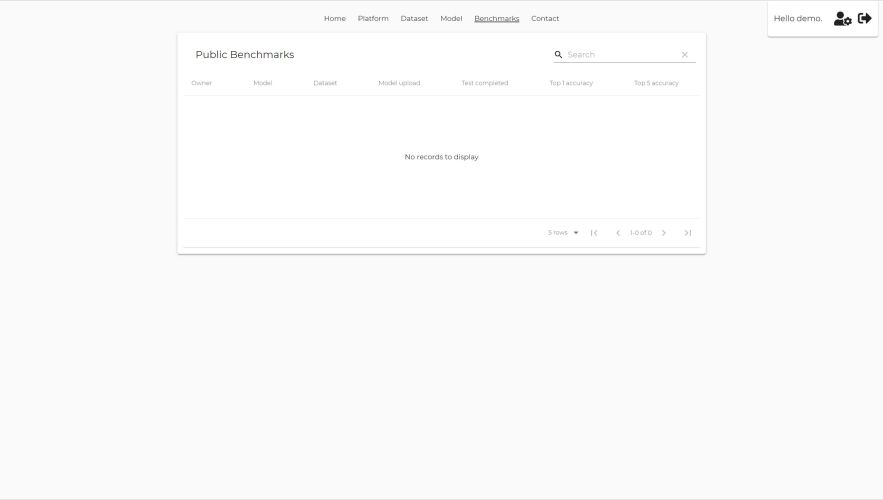 Home Platform Dataset Model Benchmarks Contact
Hello demo.
Public Benchmarks
Search
Owner Model Dataset Model upload Test completed Top 1 accuracy Top 5 accuracy
No records to display
5 rows 1-0 of 0